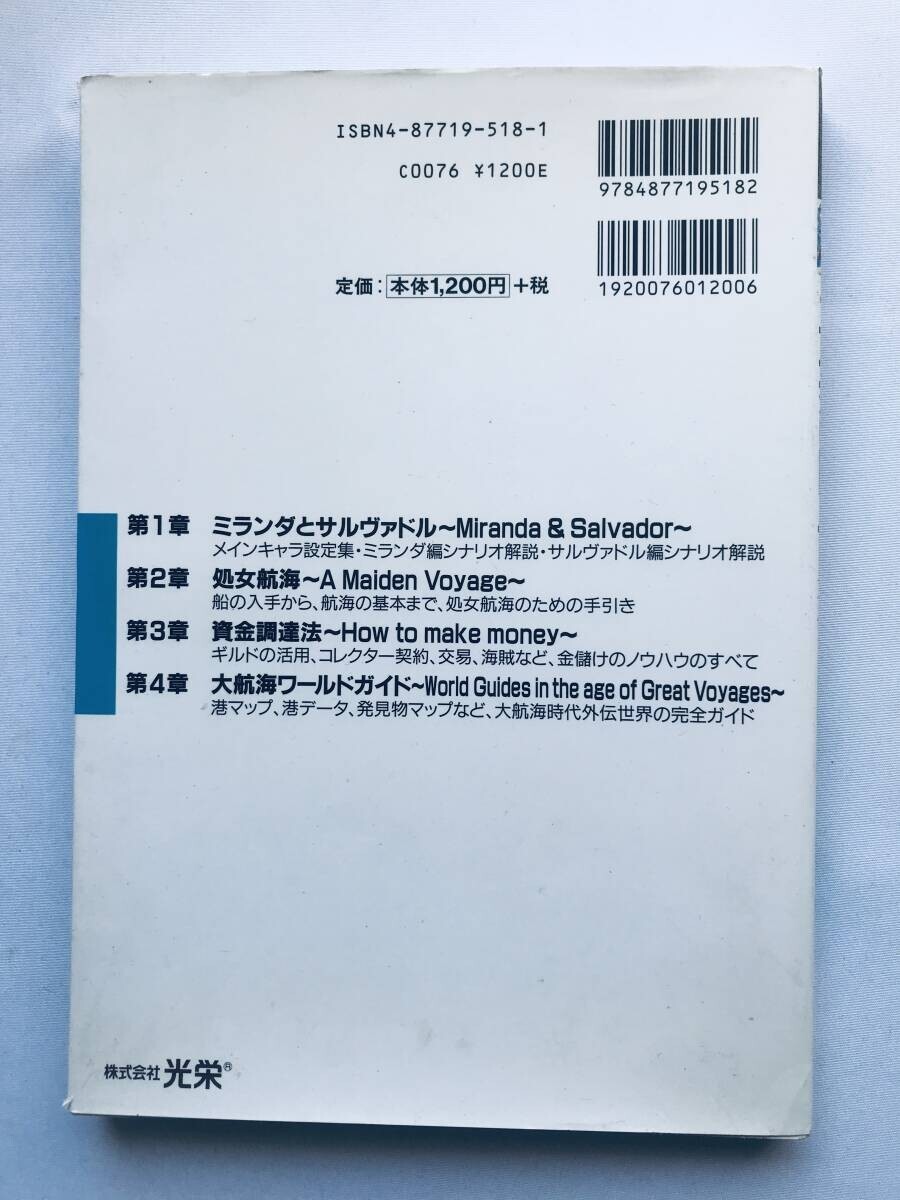 ISBN4-87719-518-1
C0076 ¥1200E
9784877195182
定価：本体1,200円+税
1920076012006
第1章 ミランダとサルヴァドル〜Miranda & Salvador〜
メインキャラ設定集・ミランダ編シナリオ解説・サルヴァドル編シナリオ解説
第2章 処女航海〜A Maiden Voyage〜
船の入手から、航海の基本まで、処女航海のための手引き
第3章 資金調達法〜How to make money〜
ギルドの活用、コレクター契約、交易、海賊など、金儲けのノウハウのすべて
第4章 大航海ワールドガイド〜World Guides in the age of Great Voyages〜
港マップ、港データ、発見物マップなど、大航海時代外伝世界の完全ガイド
株式会社 光栄®